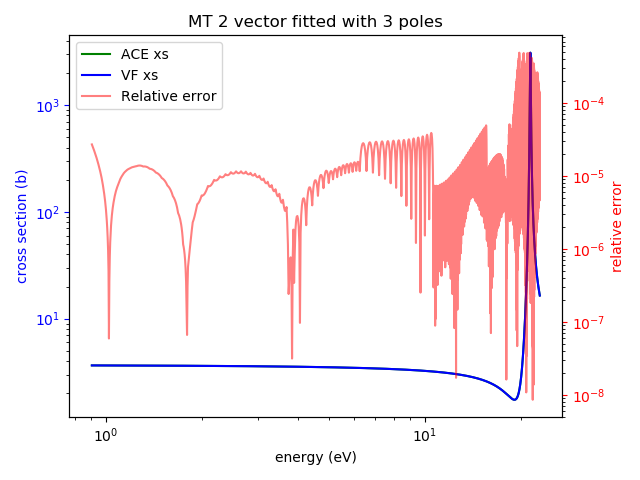 MT 2 vector fitted with 3 poles
ACE xs
VF xs
Relative error
cross section (b)
10³
10²
10¹
relative error
10⁻⁴
10⁻⁵
10⁻⁶
10⁻⁷
10⁻⁸
10⁰
10¹
energy (eV)